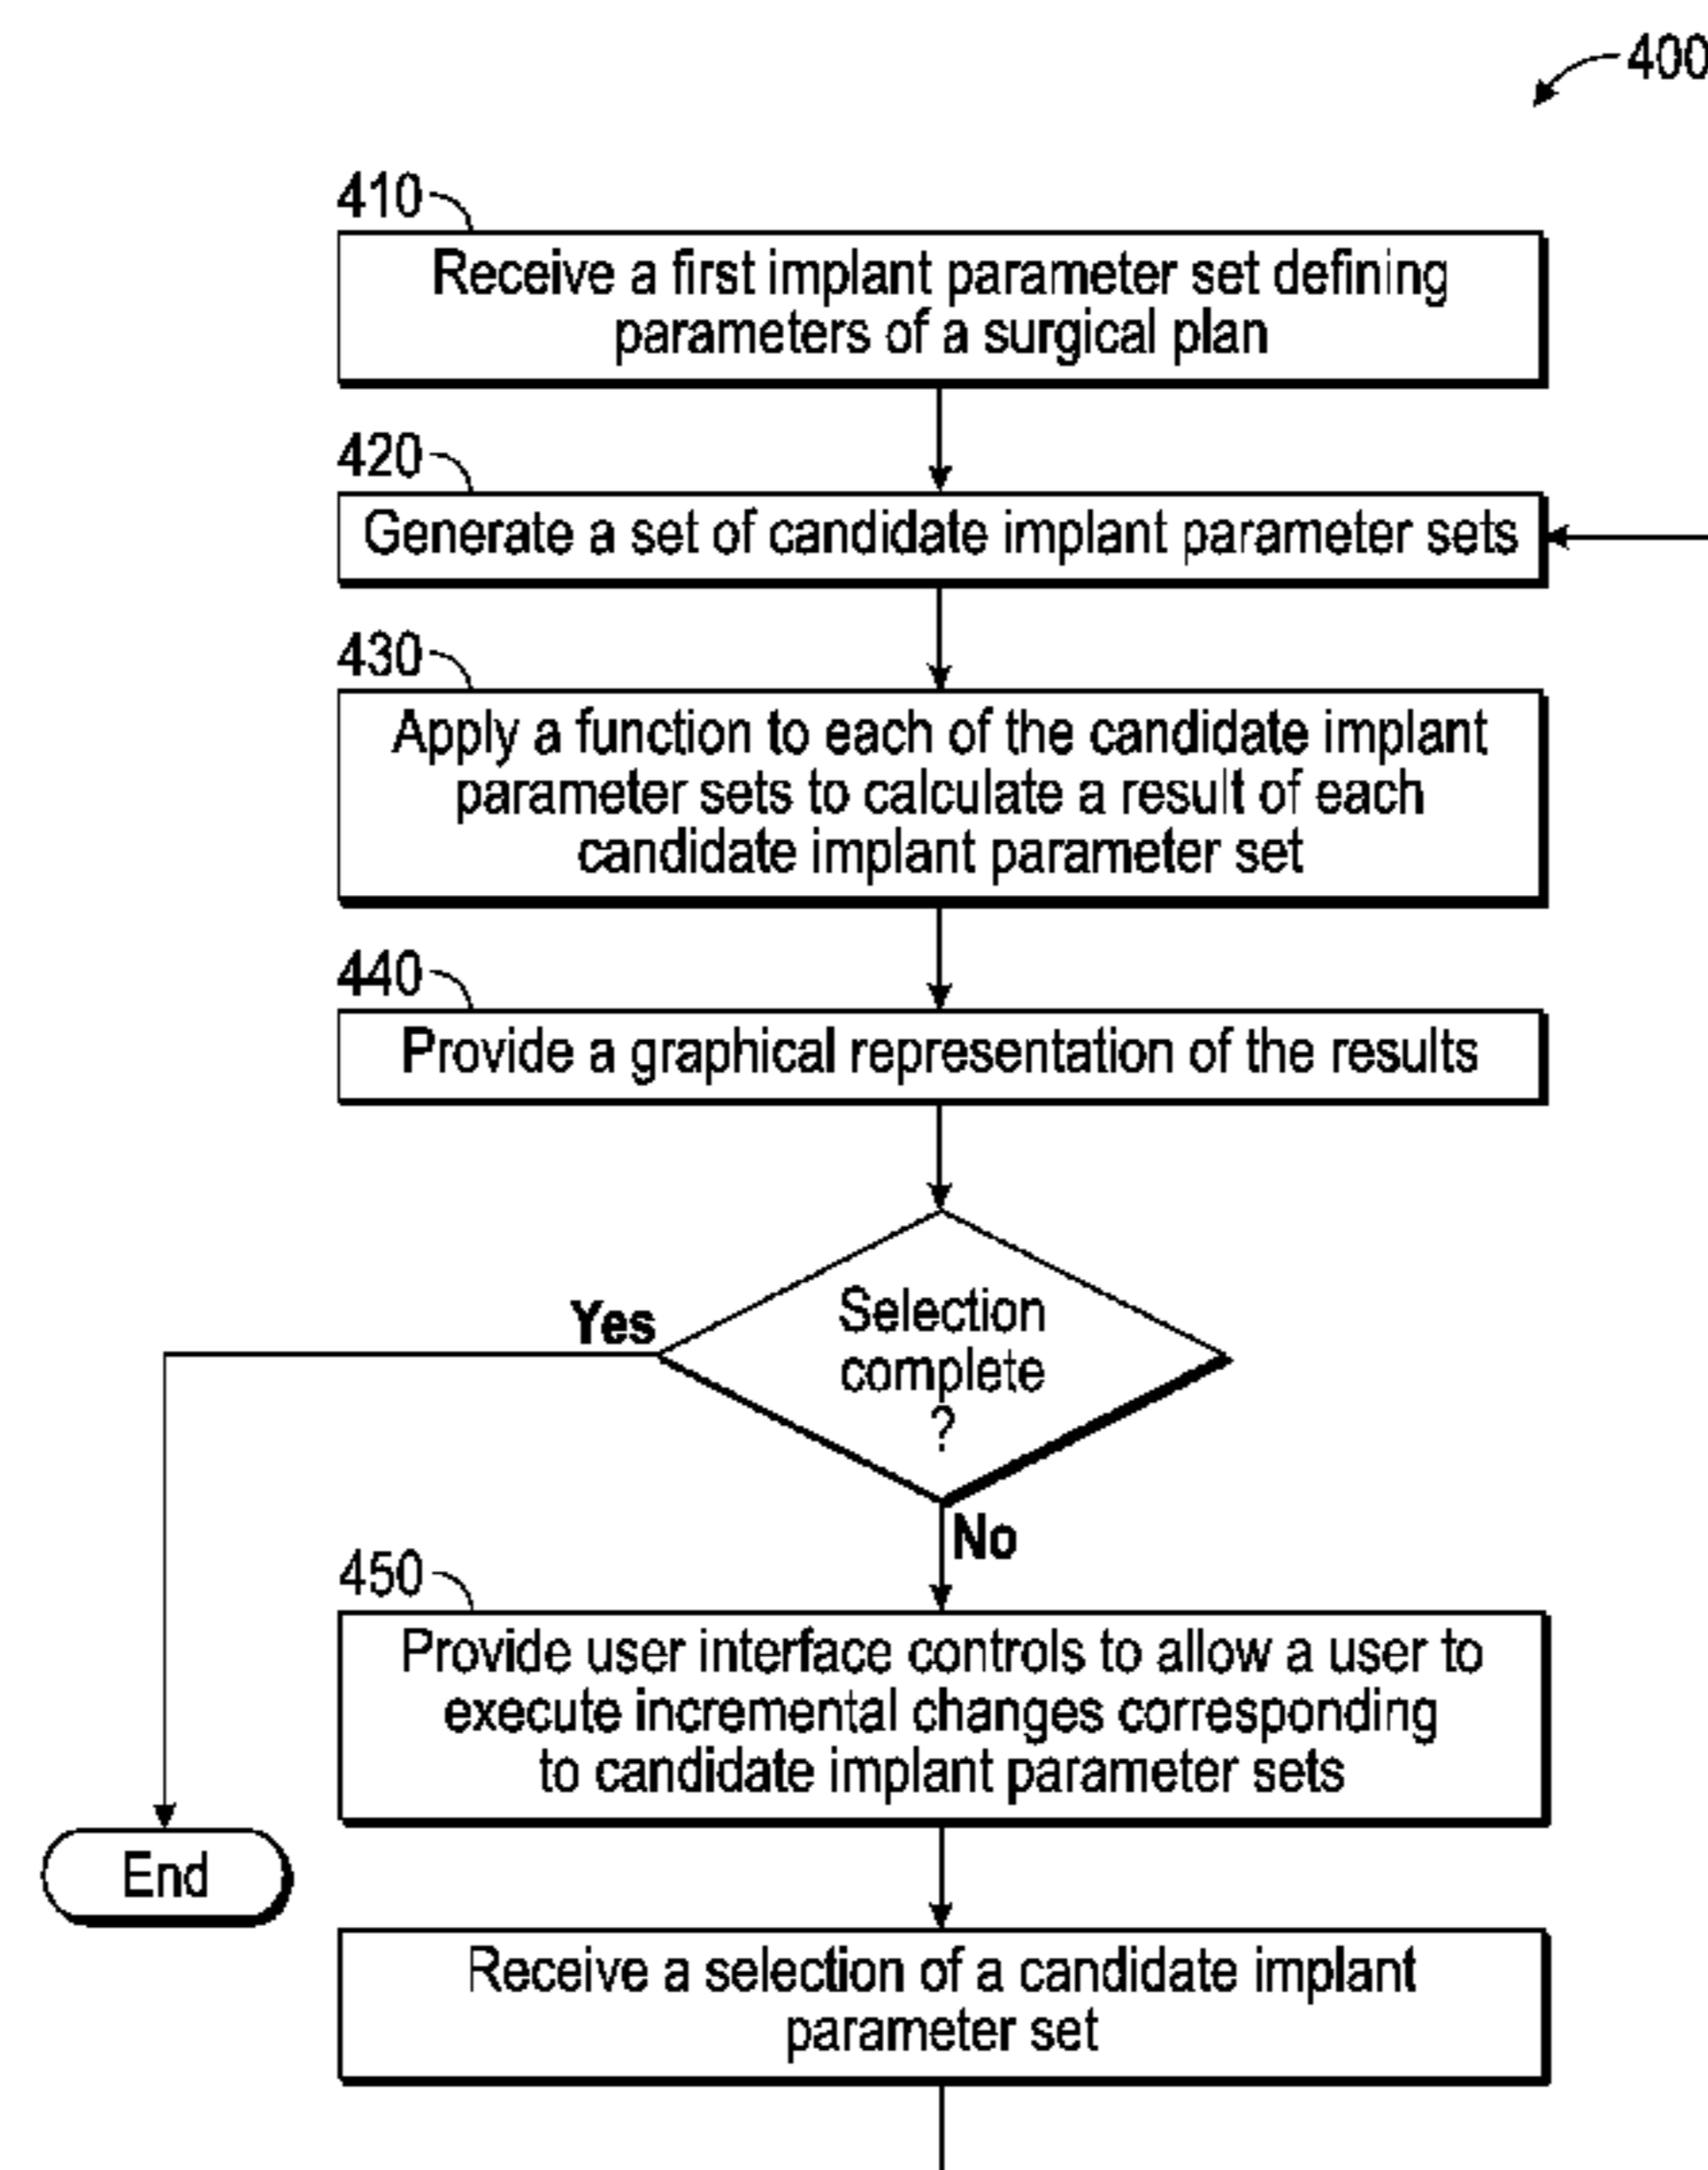 400
410
Receive a first implant parameter set defining
parameters of a surgical plan
420
Generate a set of candidate implant parameter sets
430
Apply a function to each of the candidate implant
parameter sets to calculate a result of each
candidate implant parameter set
440
Provide a graphical representation of the results
Selection
complete
?
Yes
No
450
Provide user interface controls to allow a user to
execute incremental changes corresponding
to candidate implant parameter sets
End
Receive a selection of a candidate implant
parameter set